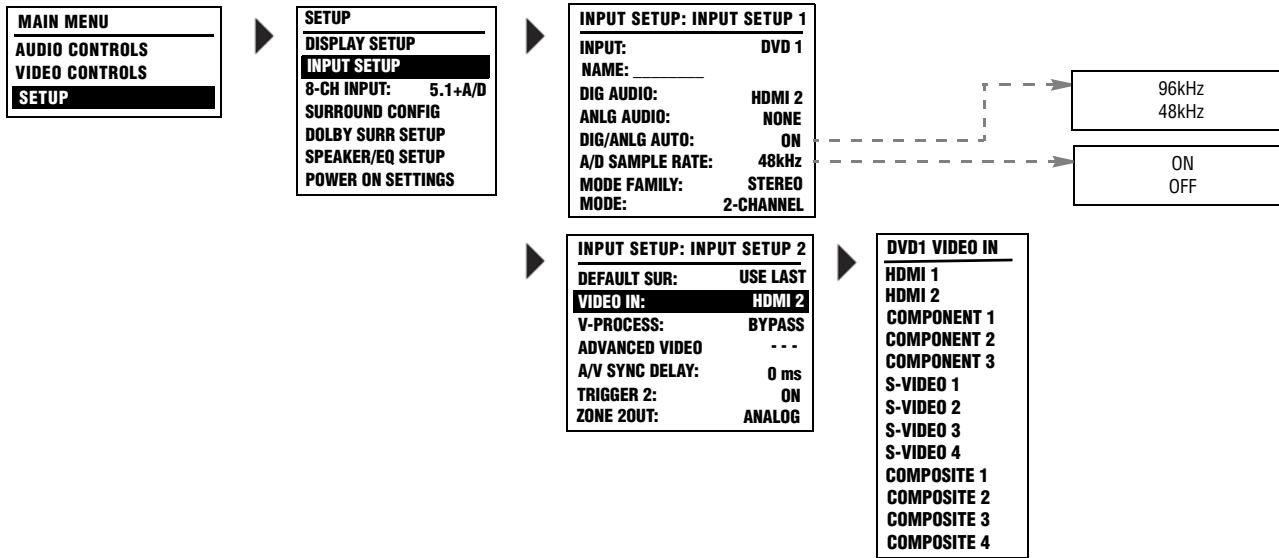 MAIN MENU
AUDIO CONTROLS
VIDEO CONTROLS
SETUP
SETUP
DISPLAY SETUP
INPUT SETUP
8-CH INPUT: 5.1+A/D
SURROUND CONFIG
DOLBY SURR SETUP
SPEAKER/EQ SETUP
POWER ON SETTINGS
INPUT SETUP: INPUT SETUP 1
INPUT: DVD 1
NAME: ________
DIG AUDIO: HDMI 2
ANLG AUDIO: NONE
DIG/ANLG AUTO: ON
A/D SAMPLE RATE: 48kHz
MODE FAMILY: STEREO
MODE: 2-CHANNEL
96kHz
48kHz
ON
OFF
INPUT SETUP: INPUT SETUP 2
DEFAULT SUR: USE LAST
VIDEO IN: HDMI 2
V-PROCESS: BYPASS
ADVANCED VIDEO - - -
A/V SYNC DELAY: 0 ms
TRIGGER 2: ON
ZONE 2OUT: ANALOG
DVD1 VIDEO IN
HDMI 1
HDMI 2
COMPONENT 1
COMPONENT 2
COMPONENT 3
S-VIDEO 1
S-VIDEO 2
S-VIDEO 3
S-VIDEO 4
COMPOSITE 1
COMPOSITE 2
COMPOSITE 3
COMPOSITE 4